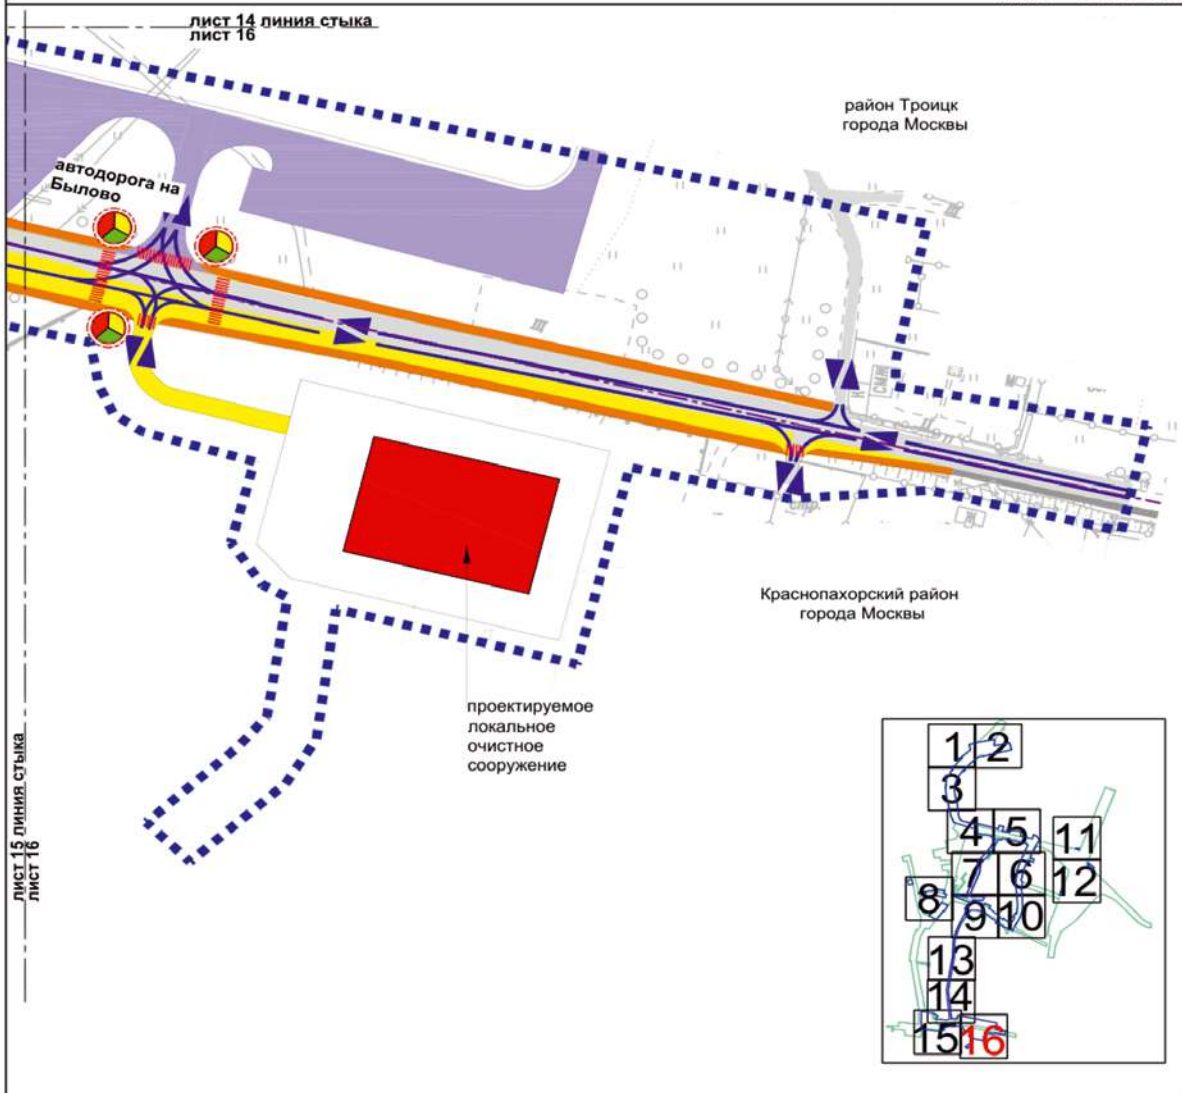 лист 14 линия стыка
лист 16
район Троицк
города Москвы
автодорога на
Былово
СМЖ
К
М
Ж
стр.
Краснопахорский район
города Москвы
проектируемое
локальное
очистное
сооружение
лист 15 линия стыка
лист 16
1 2
3
4 5 11
7 6 12
8
9 10
13
14
15 16